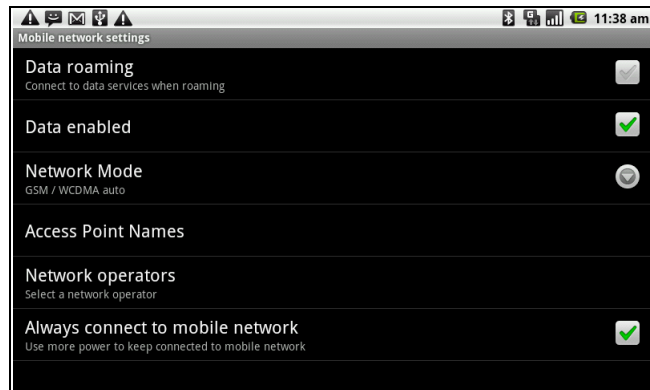 11:38 am
Mobile network settings
Data roaming
Connect to data services when roaming
Data enabled
Network Mode
GSM / WCDMA auto
Access Point Names
Network operators
Select a network operator
Always connect to mobile network
Use more power to keep connected to mobile network